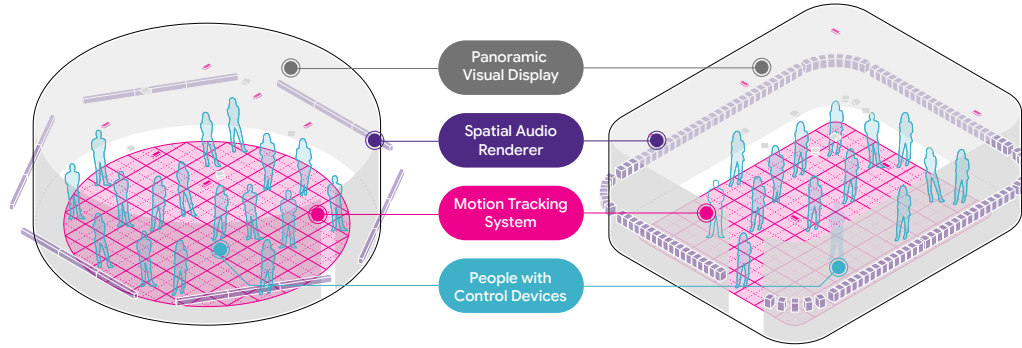 Panoramic
Visual Display
Spatial Audio
Renderer
Motion Tracking
System
People with
Control Devices